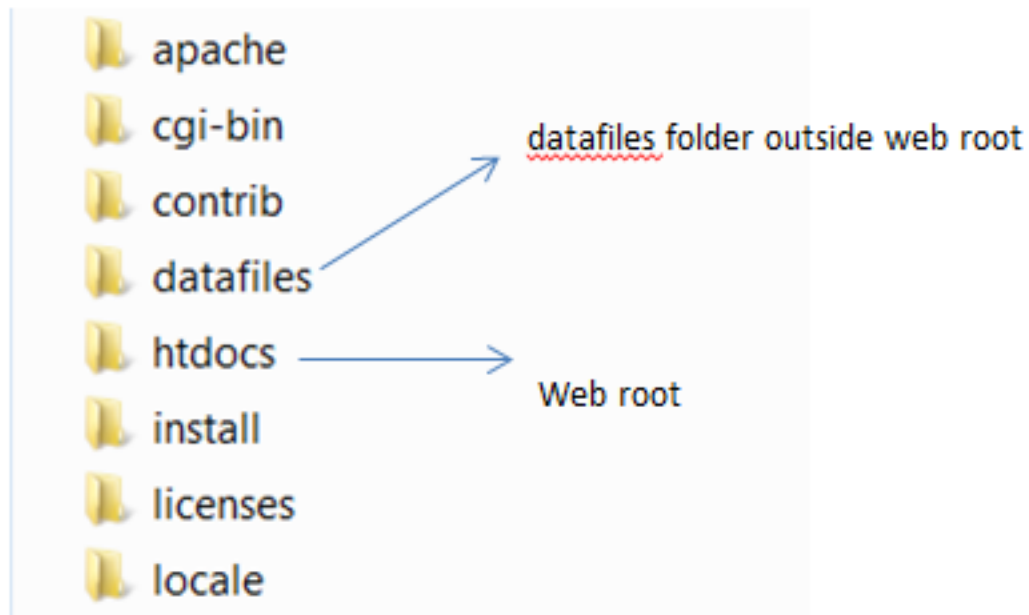 apache
cgi-bin
datafiles folder outside web root
contrib
datafiles
htdocs
Web root
install
licenses
locale